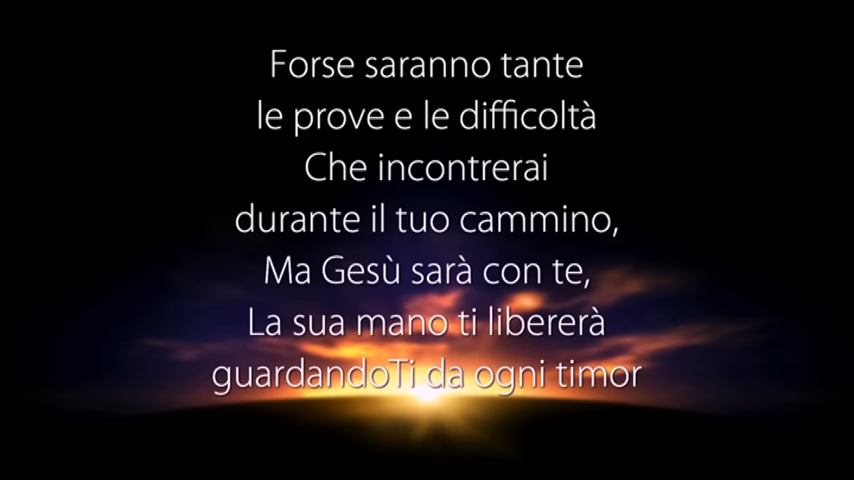 Forse saranno tante
le prove e le difficoltà
Che incontrerai
durante il tuo cammino,
Ma Gesù sarà con te,
La sua mano ti libererà
guardandoTi da ogni timor